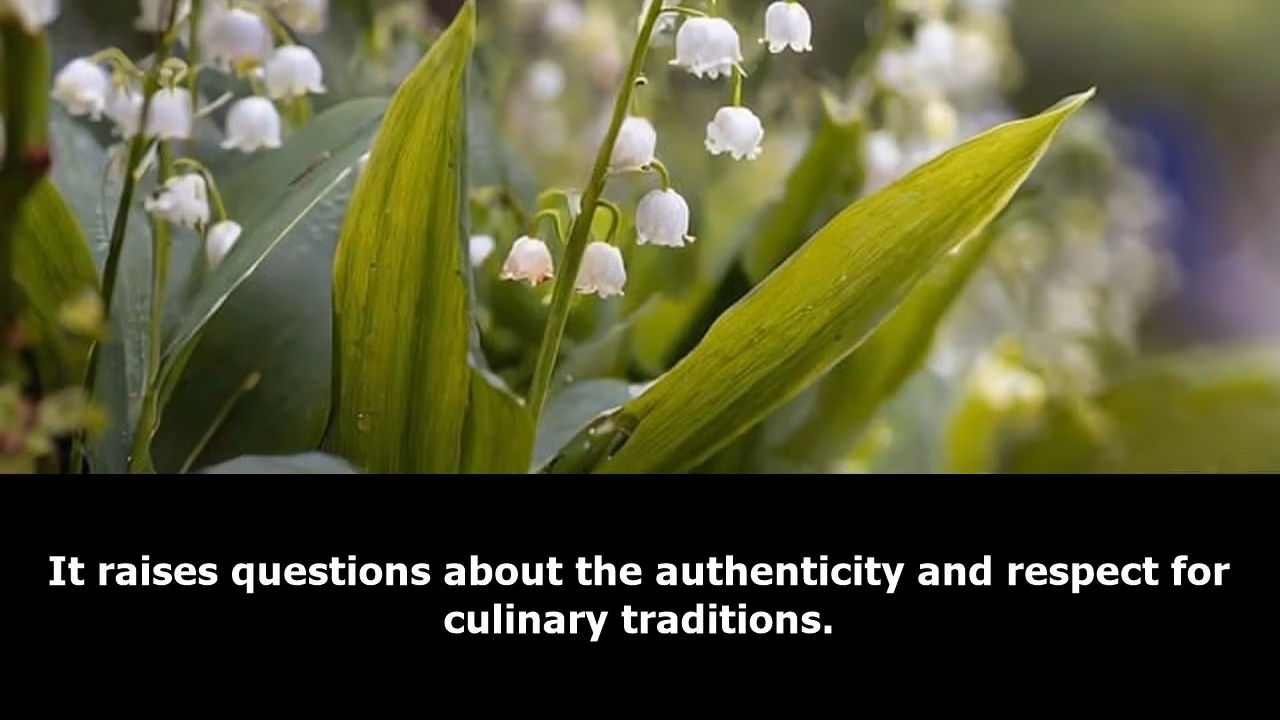 It raises questions about the authenticity and respect for
culinary traditions.